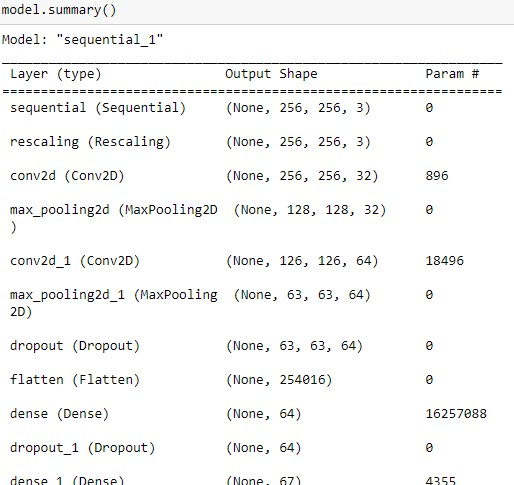 model.summary()
Model: "sequential_1"
Layer (type) Output Shape Param #
sequential (Sequential) (None, 256, 256, 3) 0
rescaling (Rescaling) (None, 256, 256, 3) 0
conv2d (Conv2D) (None, 256, 256, 32) 896
max_pooling2d (MaxPooling2D (None, 128, 128, 32) 0
)
conv2d_1 (Conv2D) (None, 126, 126, 64) 18496
max_pooling2d_1 (MaxPooling (None, 63, 63, 64) 0
2D)
dropout (Dropout) (None, 63, 63, 64) 0
flatten (Flatten) (None, 254016) 0
dense (Dense) (None, 64) 16257088
dropout_1 (Dropout) (None, 64) 0
dense_1 (Dense) (None, 67) 4355